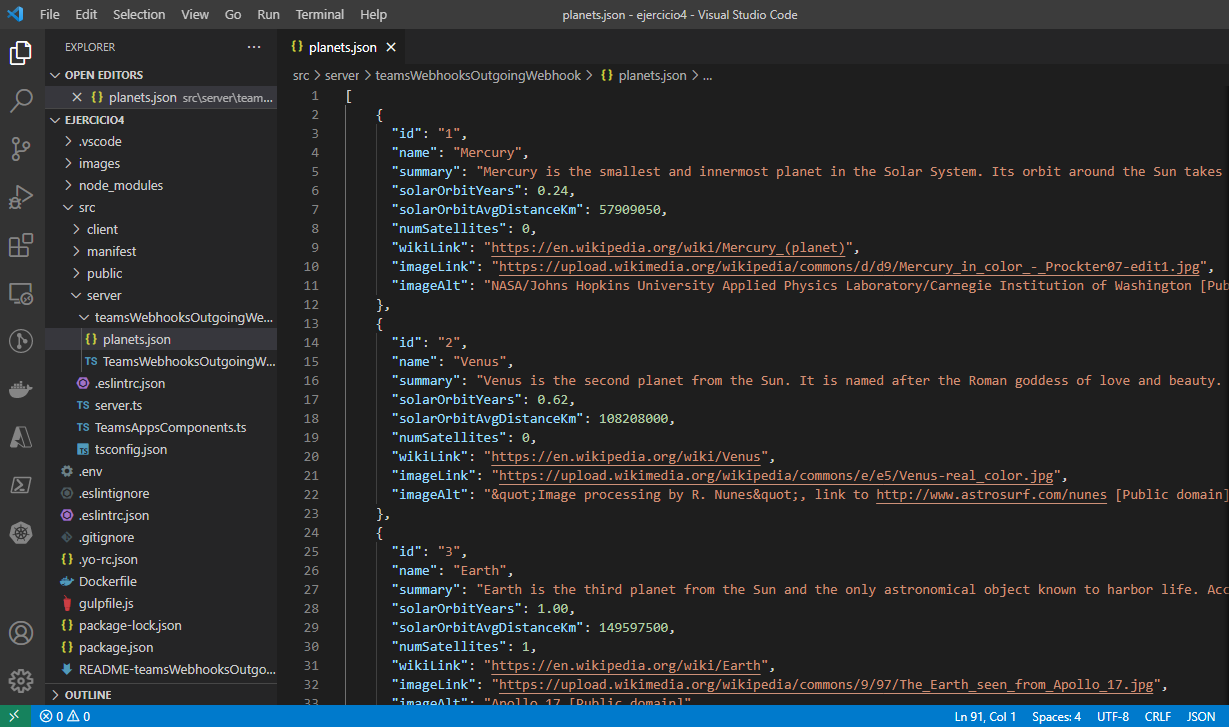 File Edit Selection View Go Run Terminal Help planets.json - ejercicio4 - Visual Studio Code
EXPLORER ...
OPEN EDITORS
planets.json src\server\team...
EJERCICIO4
.vscode
images
node_modules
src
client
manifest
public
server
teamsWebhooksOutgoingWe...
planets.json
TS TeamsWebhooksOutgoingW...
.eslintrc.json
TS server.ts
TS TeamsAppsComponents.ts
TS tsconfig.json
.env
.eslintignore
.eslintrc.json
.gitignore
{} .yo-rc.json
Dockerfile
gulpfile.js
{} package-lock.json
{} package.json
README-teamsWebhooksOutgo...
OUTLINE
{} planets.json
src > server > teamsWebhooksOutgoingWebhook > {} planets.json > ...
1 [
2 {
3 "id": "1",
4 "name": "Mercury",
5 "summary": "Mercury is the smallest and innermost planet in the Solar System. Its orbit around the Sun takes
6 "solarOrbitYears": 0.24,
7 "solarOrbitAvgDistanceKm": 57909050,
8 "numSatellites": 0,
9 "wikiLink": "https://en.wikipedia.org/wiki/Mercury_(planet)",
10 "imageLink": "https://upload.wikimedia.org/wikipedia/commons/d/d9/Mercury_in_color_-_Prockter07-edit1.jpg",
11 "imageAlt": "NASA/Johns Hopkins University Applied Physics Laboratory/Carnegie Institution of Washington [Pub
12 },
13 {
14 "id": "2",
15 "name": "Venus",
16 "summary": "Venus is the second planet from the Sun. It is named after the Roman goddess of love and beauty.
17 "solarOrbitYears": 0.62,
18 "solarOrbitAvgDistanceKm": 108208000,
19 "numSatellites": 0,
20 "wikiLink": "https://en.wikipedia.org/wiki/Venus",
21 "imageLink": "https://upload.wikimedia.org/wikipedia/commons/e/e5/Venus-real_color.jpg",
22 "imageAlt": "&quot;Image processing by R. Nunes&quot;, link to http://www.astrosurf.com/nunes [Public domain]
23 },
24 {
25 "id": "3",
26 "name": "Earth",
27 "summary": "Earth is the third planet from the Sun and the only astronomical object known to harbor life. Acc
28 "solarOrbitYears": 1.00,
29 "solarOrbitAvgDistanceKm": 149597500,
30 "numSatellites": 1,
31 "wikiLink": "https://en.wikipedia.org/wiki/Earth",
32 "imageLink": "https://upload.wikimedia.org/wikipedia/commons/9/97/The_Earth_seen_from_Apollo_17.jpg",
33 "imageAlt": "Apollo 17 [Public domain]"
0 0 Ln 91, Col 1 Spaces: 4 UTF-8 CRLF JSON